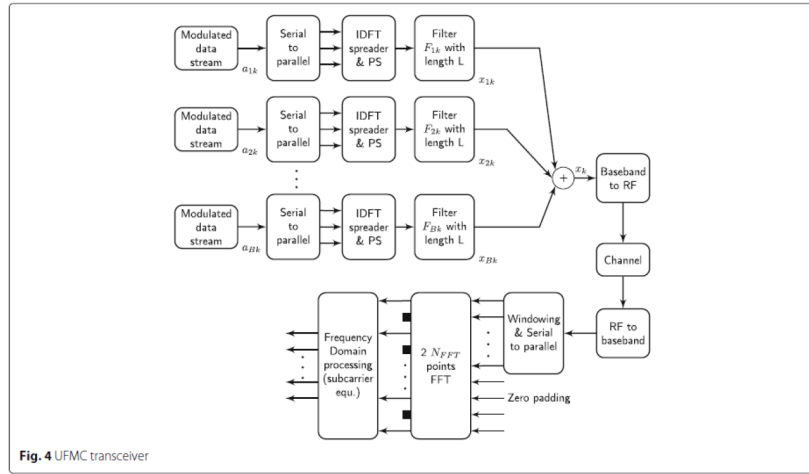 Modulated
data
stream
a1k
Serial
to
parallel
IDFT
spreader
& PS
Filter
F1k with
length L
x1k
Modulated
data
stream
a2k
Serial
to
parallel
IDFT
spreader
& PS
Filter
F2k with
length L
x2k
+
xk
Baseband
to RF
Modulated
data
stream
aBk
Serial
to
parallel
IDFT
spreader
& PS
Filter
FBk with
length L
xBk
Channel
Frequency
Domain
processing
(subcarrier
equ.)
2 NFFT
points
FFT
Windowing
& Serial
to parallel
RF to
baseband
Zero padding
Fig. 4 UFMC transceiver